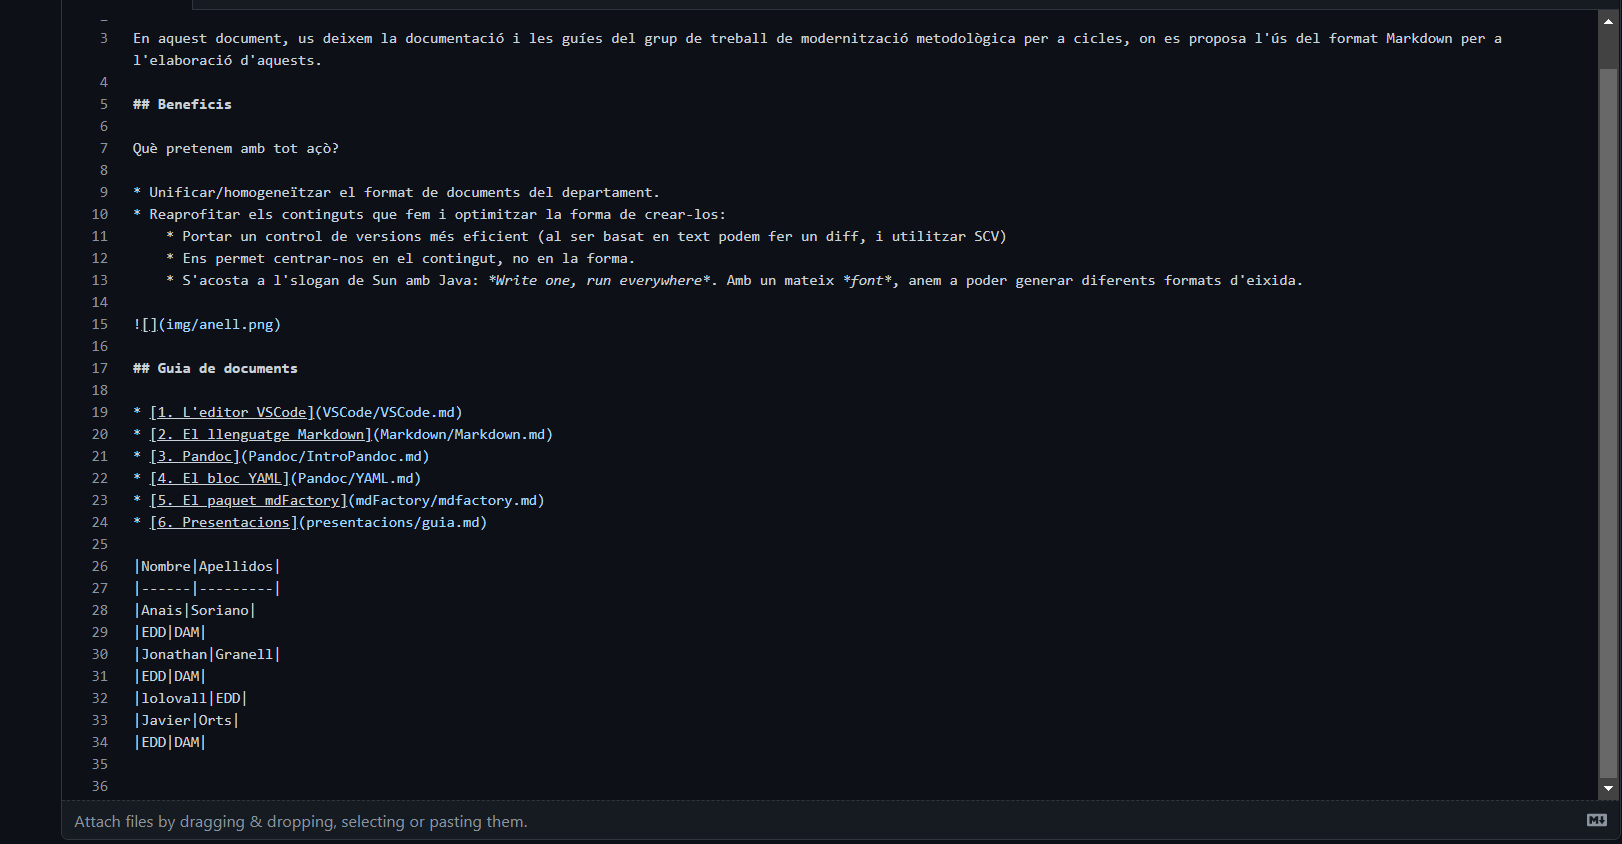 3 En aquest document, us deixem la documentació i les guíes del grup de treball de modernització metodològica per a cicles, on es proposa l'ús del format Markdown per a
l'elaboració d'aquests.
4
5 ## Beneficis
6
7 Què pretenem amb tot açò?
8
9 * Unificar/homogeneïtzar el format de documents del departament.
10 * Reaprofitar els continguts que fem i optimitzar la forma de crear-los:
11 * Portar un control de versions més eficient (al ser basat en text podem fer un diff, i utilitzar SCV)
12 * Ens permet centrar-nos en el contingut, no en la forma.
13 * S'acosta a l'slogan de Sun amb Java: *Write one, run everywhere*. Amb un mateix *font*, anem a poder generar diferents formats d'eixida.
14
15 ![](img/anell.png)
16
17 ## Guia de documents
18
19 * [1. L'editor VSCode](VSCode/VSCode.md)
20 * [2. El llenguatge Markdown](Markdown/Markdown.md)
21 * [3. Pandoc](Pandoc/IntroPandoc.md)
22 * [4. El bloc YAML](Pandoc/YAML.md)
23 * [5. El paquet mdFactory](mdFactory/mdfactory.md)
24 * [6. Presentacions](presentacions/guia.md)
25
26 |Nombre|Apellidos|
27 |------|---------|
28 |Anais|Soriano|
29 |EDD|DAM|
30 |Jonathan|Granell|
31 |EDD|DAM|
32 |lolovall|EDD|
33 |Javier|Orts|
34 |EDD|DAM|
35
36
Attach files by dragging & dropping, selecting or pasting them.